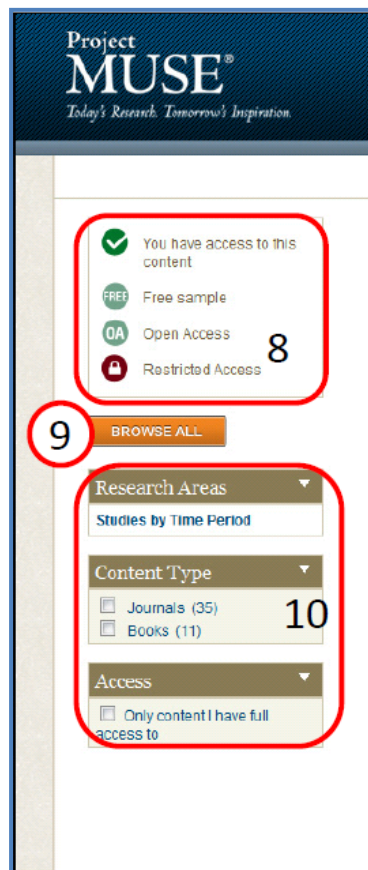 Project
MUSE®
Today's Research. Tomorrow's Inspiration.
You have access to this
content
FREE Free sample
OA Open Access
Restricted Access
8
9
BROWSE ALL
Research Areas
Studies by Time Period
Content Type
Journals (35)
Books (11)
10
Access
Only content I have full
access to